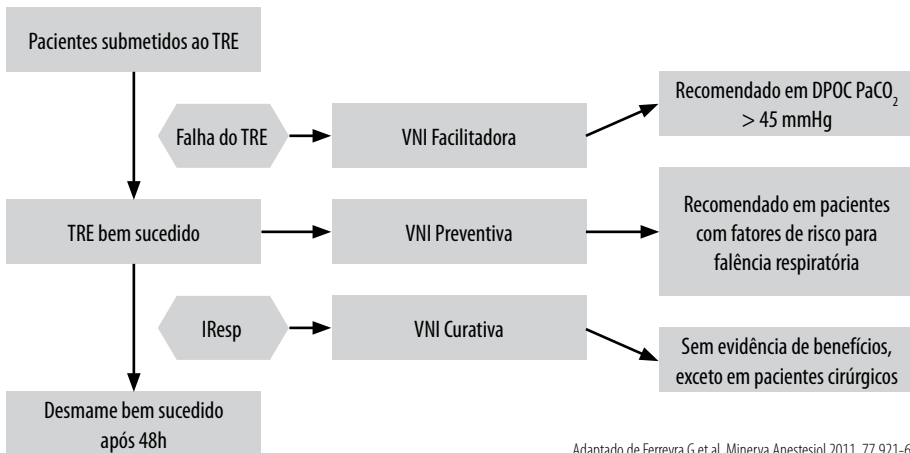 Pacientes submetidos ao TRE
Falha do TRE
VNI Facilitadora
Recomendado em DPOC PaCO₂
> 45 mmHg
TRE bem sucedido
VNI Preventiva
Recomendado em pacientes
com fatores de risco para
falência respiratória
IResp
VNI Curativa
Sem evidência de benefícios,
exceto em pacientes cirúrgicos
Desmame bem sucedido
após 48h
Adaptado de Ferreyra G et al. Minerva Anestesiol 2011, 77 921-6